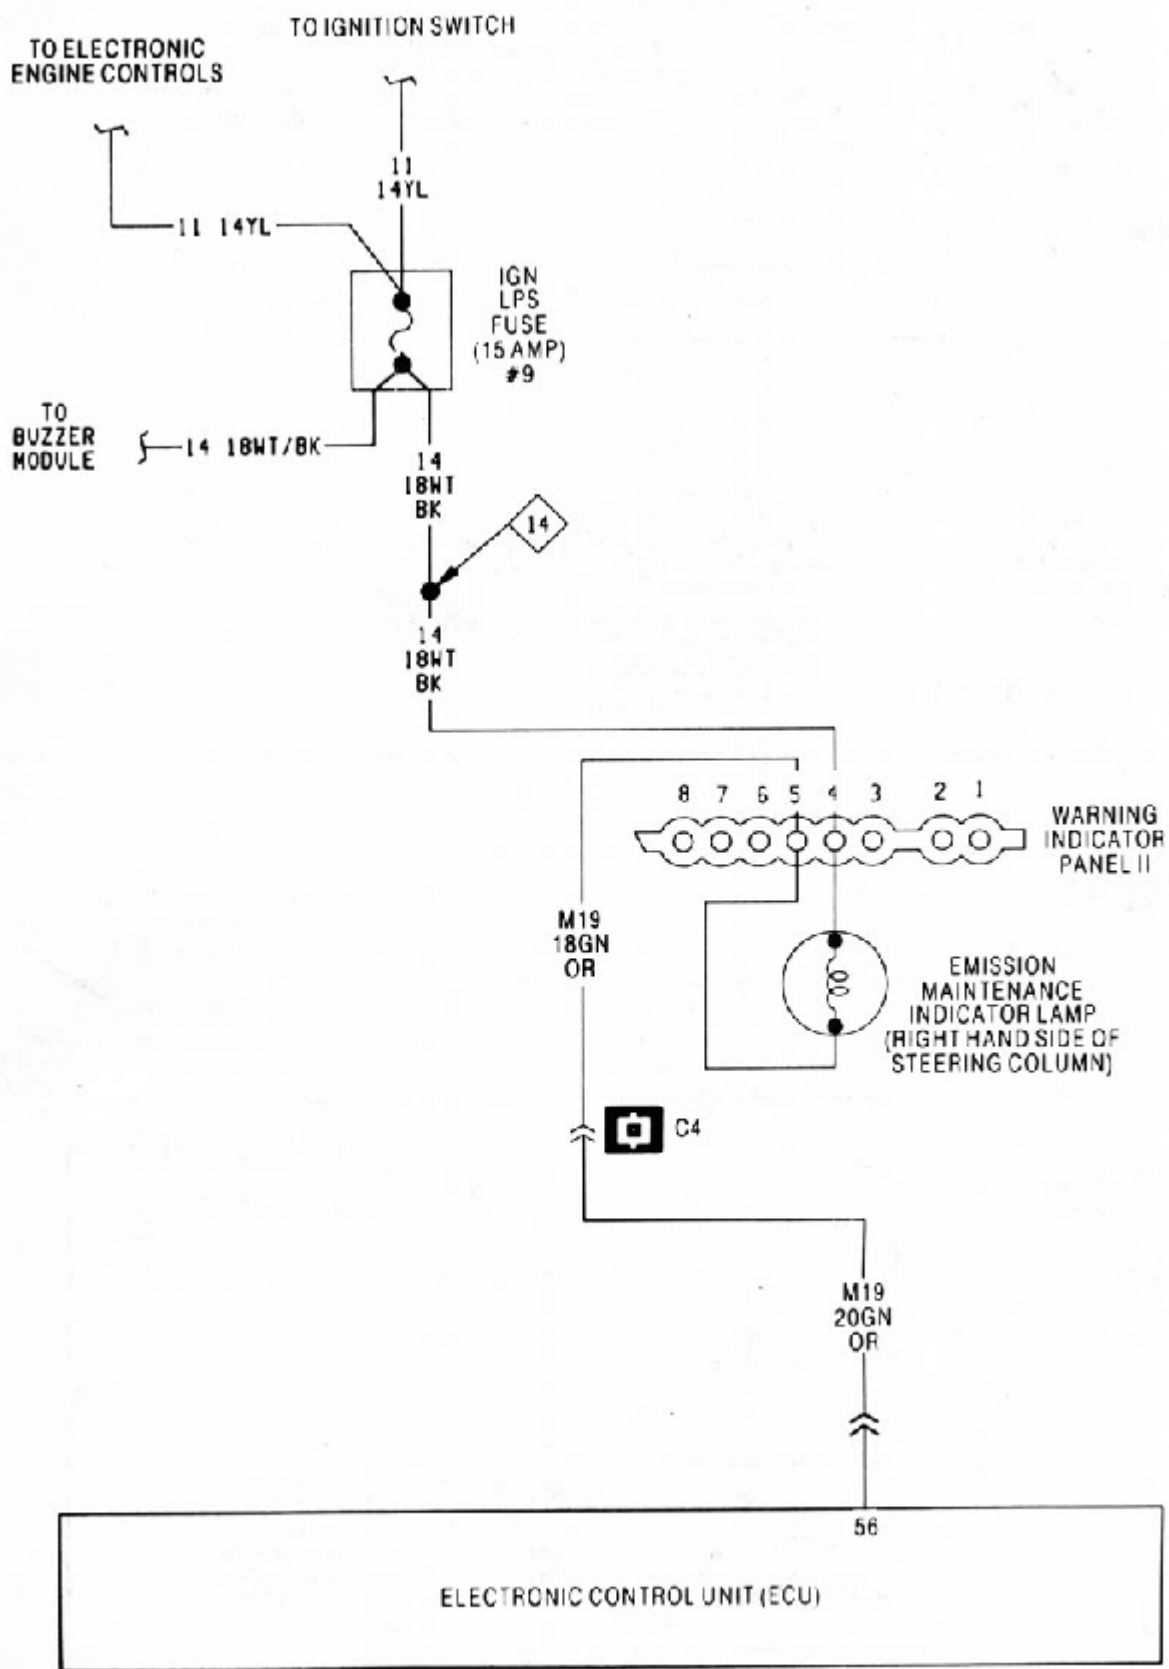 TO IGNITION SWITCH
TO ELECTRONIC
ENGINE CONTROLS
11
14YL
11 14YL
IGN
LPS
FUSE
(15 AMP)
#9
TO
BUZZER
MODULE
14 18WT/BK
14
18WT
BK
14
14
18WT
BK
8 7 6 5 4 3 2 1
WARNING
INDICATOR
PANEL II
M19
18GN
OR
EMISSION
MAINTENANCE
INDICATOR LAMP
(RIGHT HAND SIDE OF
STEERING COLUMN)
C4
M19
20GN
OR
56
ELECTRONIC CONTROL UNIT (ECU)